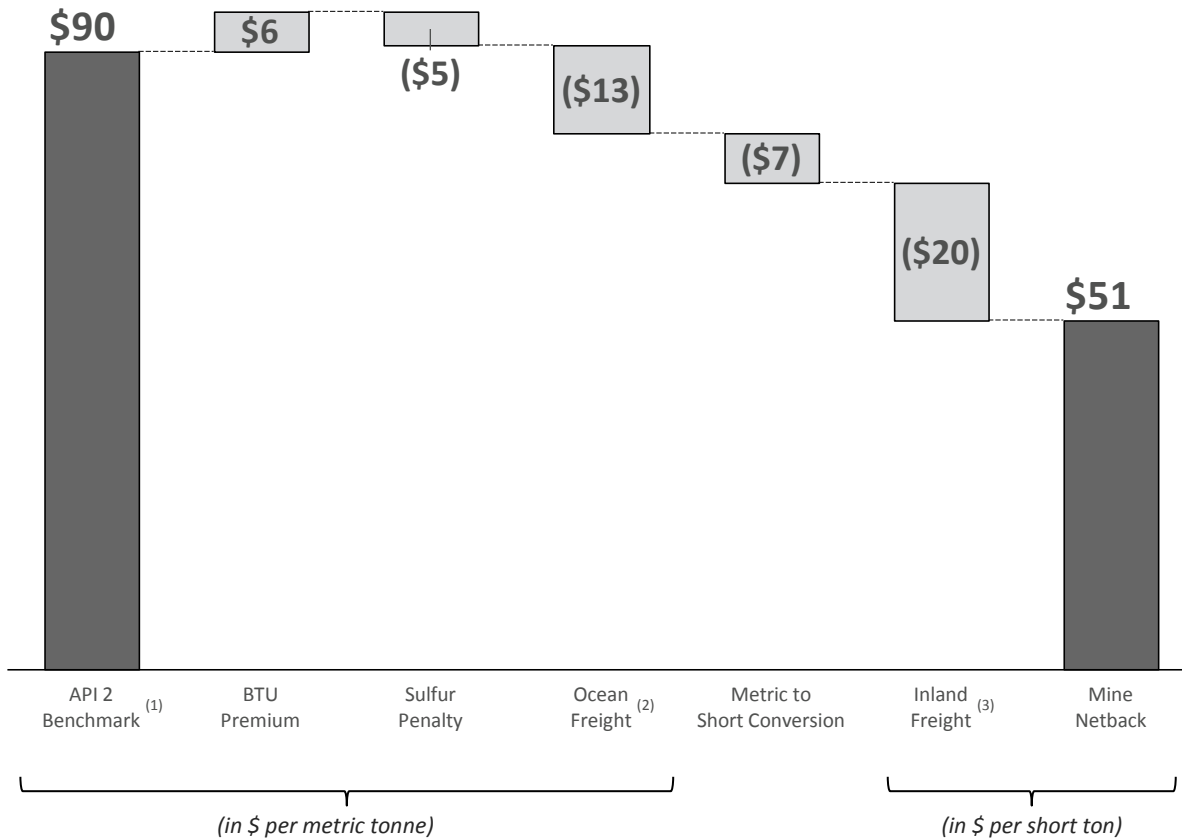 $90
$6
($5)
($13)
($7)
($20)
$51
API 2
Benchmark (1)
BTU
Premium
Sulfur
Penalty
Ocean
Freight (2)
Metric to
Short Conversion
Inland
Freight (3)
Mine
Netback
(in $ per metric tonne)
(in $ per short ton)